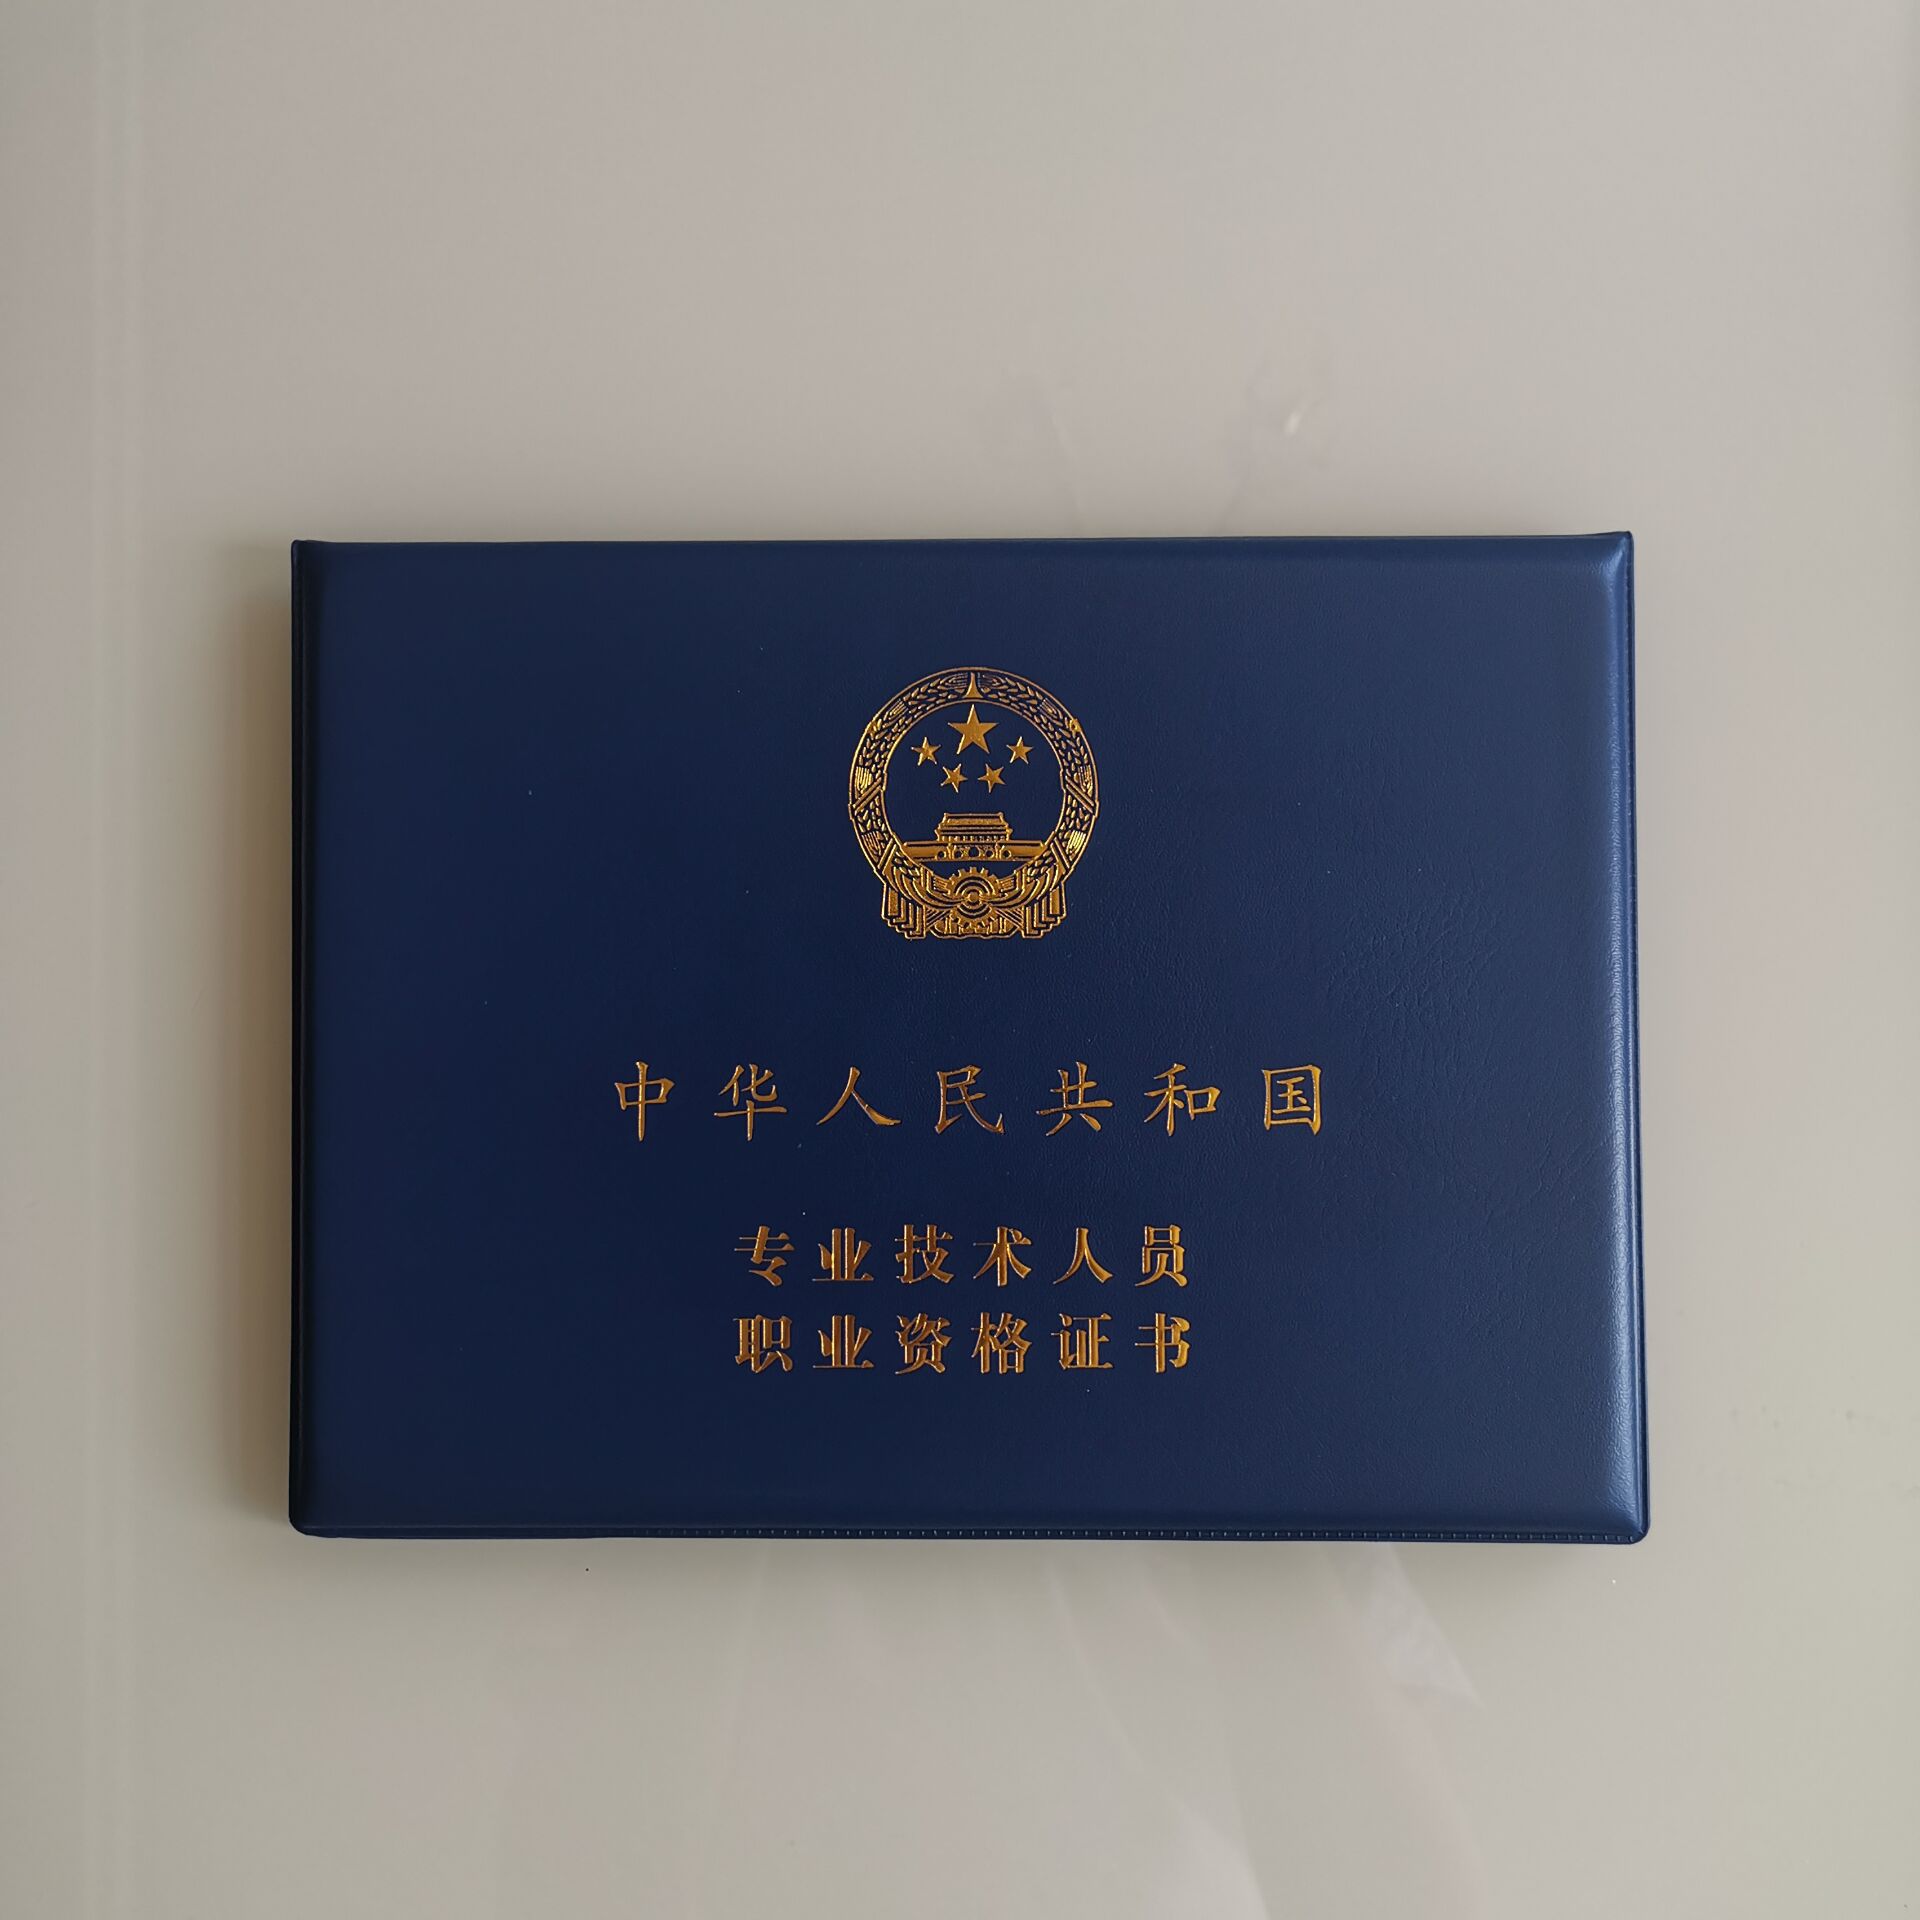 中华人民共和国
专业技术人员
职业资格证书